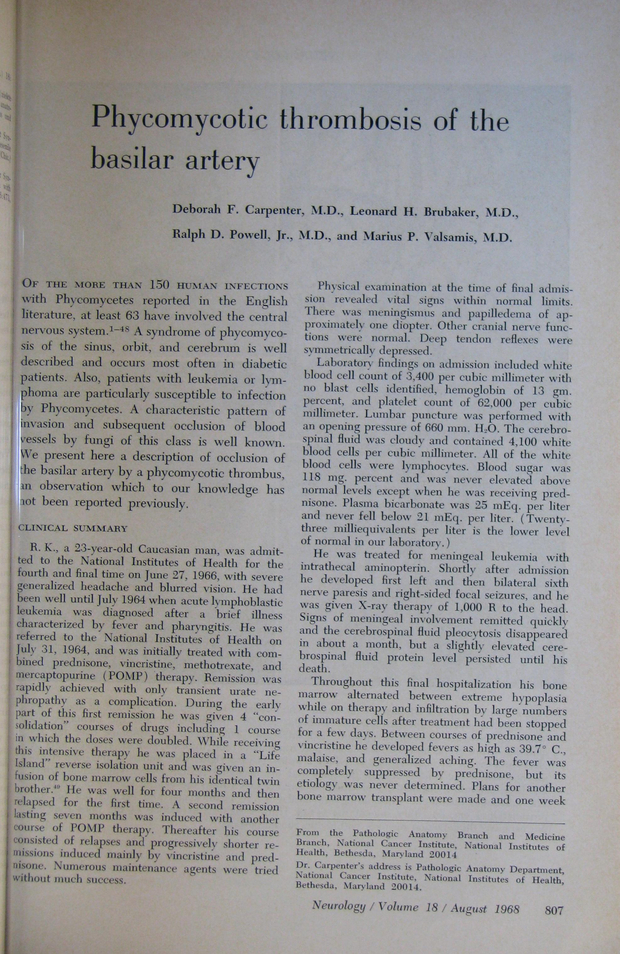 Phycomycotic thrombosis of the
basilar artery
Deborah F. Carpenter, M.D., Leonard H. Brubaker, M.D.,
Ralph D. Powell, Jr., M.D., and Marius P. Valsamis, M.D.
OF THE MORE THAN 150 HUMAN INFECTIONS
with Phycomycetes reported in the English
literature, at least 63 have involved the central
nervous system.1–48 A syndrome of phycomyco-
sis of the sinus, orbit, and cerebrum is well
described and occurs most often in diabetic
patients. Also, patients with leukemia or lym-
phoma are particularly susceptible to infection
by Phycomycetes. A characteristic pattern of
invasion and subsequent occlusion of blood
vessels by fungi of this class is well known.
We present here a description of occlusion of
the basilar artery by a phycomycotic thrombus,
an observation which to our knowledge has
not been reported previously.
CLINICAL SUMMARY
R. K., a 23-year-old Caucasian man, was admit-
ted to the National Institutes of Health for the
fourth and final time on June 27, 1966, with severe
generalized headache and blurred vision. He had
been well until July 1964 when acute lymphoblastic
leukemia was diagnosed after a brief illness
characterized by fever and pharyngitis. He was
referred to the National Institutes of Health on
July 31, 1964, and was initially treated with com-
bined prednisone, vincristine, methotrexate, and
mercaptopurine (POMP) therapy. Remission was
rapidly achieved with only transient urate ne-
phropathy as a complication. During the early
part of this first remission he was given 4 "con-
solidation" courses of drugs including 1 course
in which the doses were doubled. While receiving
this intensive therapy he was placed in a "Life
Island" reverse isolation unit and was given an in-
fusion of bone marrow cells from his identical twin
brother.49 He was well for four months and then
relapsed for the first time. A second remission
lasting seven months was induced with another
course of POMP therapy. Thereafter his course
consisted of relapses and progressively shorter re-
missions induced mainly by vincristine and pred-
nisone. Numerous maintenance agents were tried
without much success.
Physical examination at the time of final admis-
sion revealed vital signs within normal limits.
There was meningismus and papilledema of ap-
proximately one diopter. Other cranial nerve func-
tions were normal. Deep tendon reflexes were
symmetrically depressed.
Laboratory findings on admission included white
blood cell count of 3,400 per cubic millimeter with
no blast cells identified, hemoglobin of 13 gm.
percent, and platelet count of 62,000 per cubic
millimeter. Lumbar puncture was performed with
an opening pressure of 660 mm. H2O. The cerebro-
spinal fluid was cloudy and contained 4,100 white
blood cells per cubic millimeter. All of the white
blood cells were lymphocytes. Blood sugar was
118 mg. percent and was never elevated above
normal levels except when he was receiving pred-
nisone. Plasma bicarbonate was 25 mEq. per liter
and never fell below 21 mEq. per liter. (Twenty-
three milliequivalents per liter is the lower level
of normal in our laboratory.)
He was treated for meningeal leukemia with
intrathecal aminopterin. Shortly after admission
he developed first left and then bilateral sixth
nerve paresis and right-sided focal seizures, and he
was given X-ray therapy of 1,000 R to the head.
Signs of meningeal involvement remitted quickly
and the cerebrospinal fluid pleocytosis disappeared
in about a month, but a slightly elevated cere-
brospinal fluid protein level persisted until his
death.
Throughout this final hospitalization his bone
marrow alternated between extreme hypoplasia
while on therapy and infiltration by large numbers
of immature cells after treatment had been stopped
for a few days. Between courses of prednisone and
vincristine he developed fevers as high as 39.7° C.,
malaise, and generalized aching. The fever was
completely suppressed by prednisone, but its
etiology was never determined. Plans for another
bone marrow transplant were made and one week
From the Pathologic Anatomy Branch and Medicine
Branch, National Cancer Institute, National Institutes of
Health, Bethesda, Maryland 20014
Dr. Carpenter's address is Pathologic Anatomy Department,
National Cancer Institute, National Institutes of Health,
Bethesda, Maryland 20014.
Neurology / Volume 18 / August 1968 807